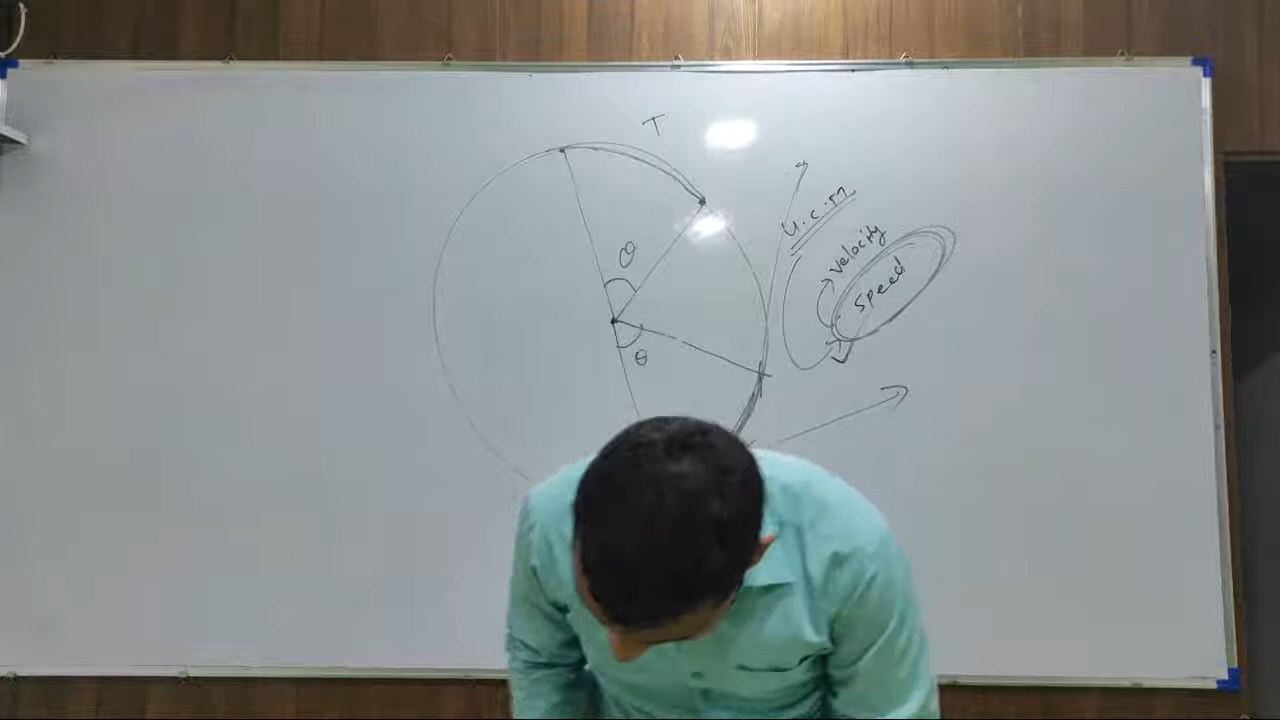 T
U.C.M
Velocity
Speed
θ
θ